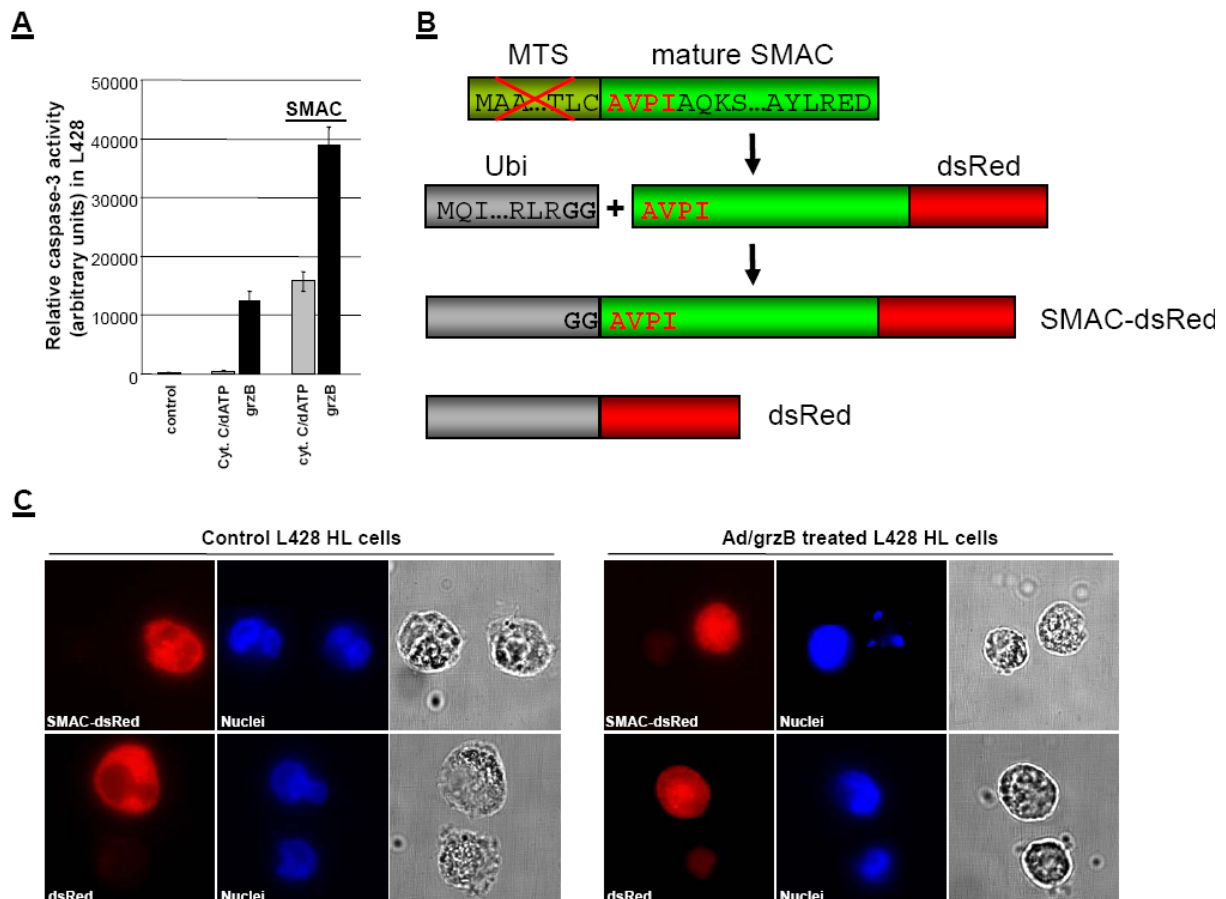 A
Relative caspase-3 activity
(arbitrary units) in L428
50000
40000
30000
20000
10000
0
SMAC
control
Cyt. C/dATP
grzB
cyt. C/dATP
grzB
B
MTS
mature SMAC
MAA...TLC
AVPIAQKS...AYLRED
Ubi
dsRed
MQI...RLRGG
+
AVPI
GG
AVPI
SMAC-dsRed
dsRed
C
Control L428 HL cells
Ad/grzB treated L428 HL cells
SMAC-dsRed
Nuclei
SMAC-dsRed
Nuclei
dsRed
Nuclei
dsRed
Nuclei